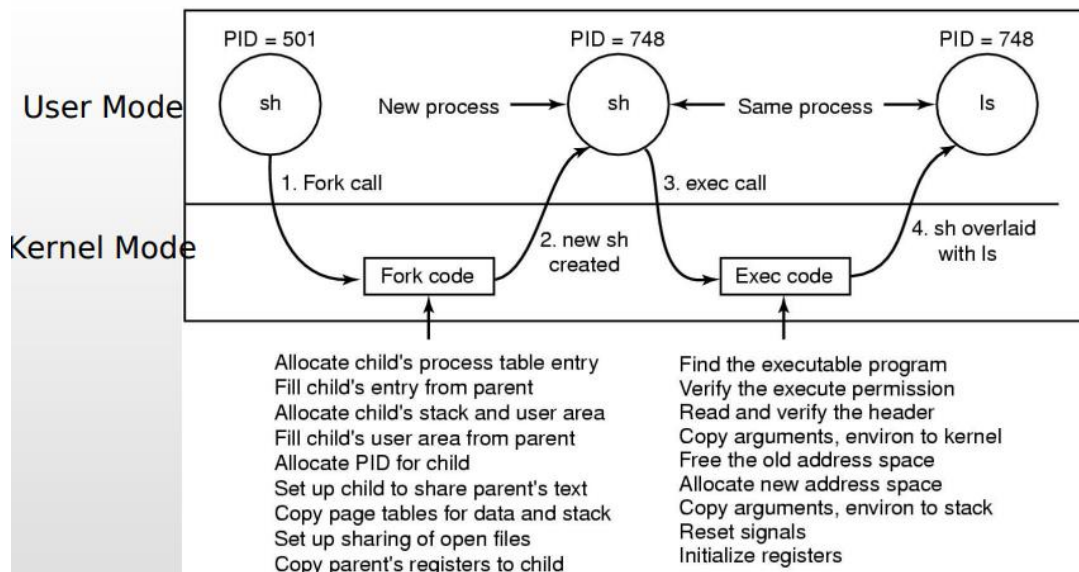 PID = 501
PID = 748
PID = 748
User Mode
sh
New process
sh
Same process
ls
1. Fork call
3. exec call
Kernel Mode
2. new sh
created
4. sh overlaid
with ls
Fork code
Exec code
Allocate child's process table entry
Fill child's entry from parent
Allocate child's stack and user area
Fill child's user area from parent
Allocate PID for child
Set up child to share parent's text
Copy page tables for data and stack
Set up sharing of open files
Copy parent's registers to child
Find the executable program
Verify the execute permission
Read and verify the header
Copy arguments, environ to kernel
Free the old address space
Allocate new address space
Copy arguments, environ to stack
Reset signals
Initialize registers